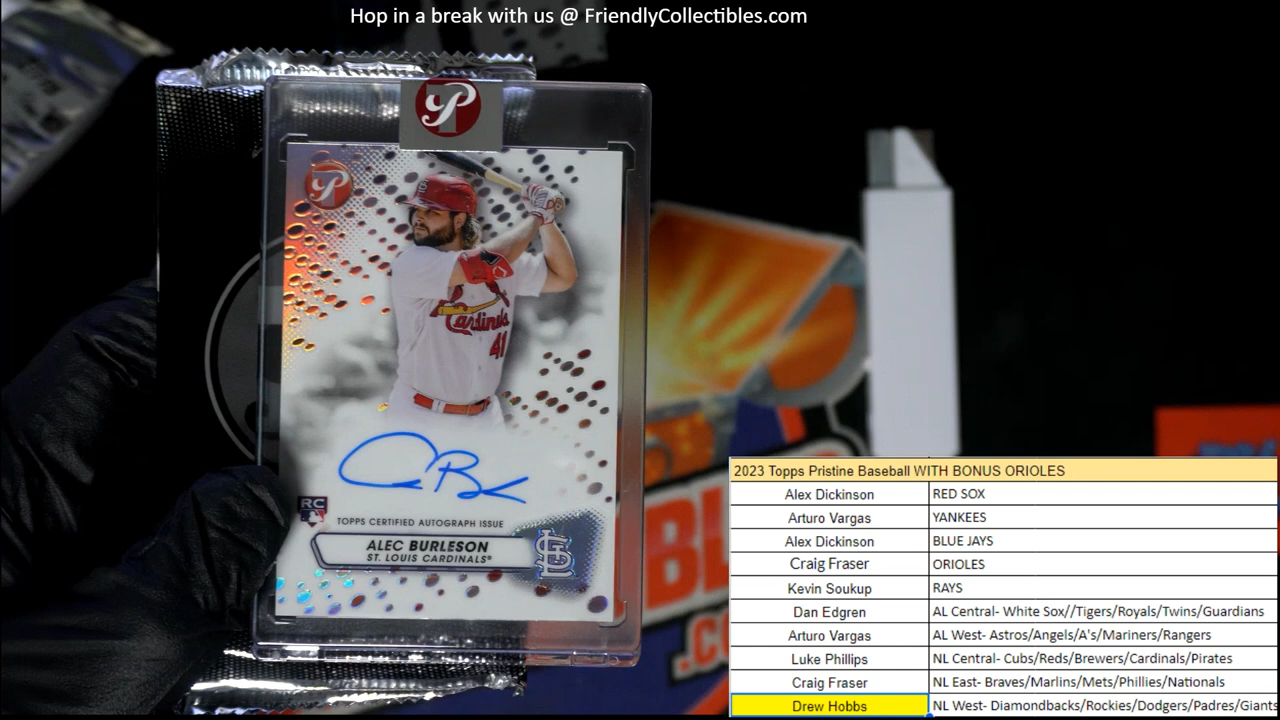 Hop in a break with us @ FriendlyCollectibles.com
P
P
Cardinals
41
RC
TOPPS CERTIFIED AUTOGRAPH ISSUE
ALEC BURLESON
ST. LOUIS CARDINALS®
STL
BL
.CO
2023 Topps Pristine Baseball WITH BONUS ORIOLES
Alex Dickinson RED SOX
Arturo Vargas YANKEES
Alex Dickinson BLUE JAYS
Craig Fraser ORIOLES
Kevin Soukup RAYS
Dan Edgren AL Central- White Sox//Tigers/Royals/Twins/Guardians
Arturo Vargas AL West- Astros/Angels/A's/Mariners/Rangers
Luke Phillips NL Central- Cubs/Reds/Brewers/Cardinals/Pirates
Craig Fraser NL East- Braves/Marlins/Mets/Phillies/Nationals
Drew Hobbs NL West- Diamondbacks/Rockies/Dodgers/Padres/Giants